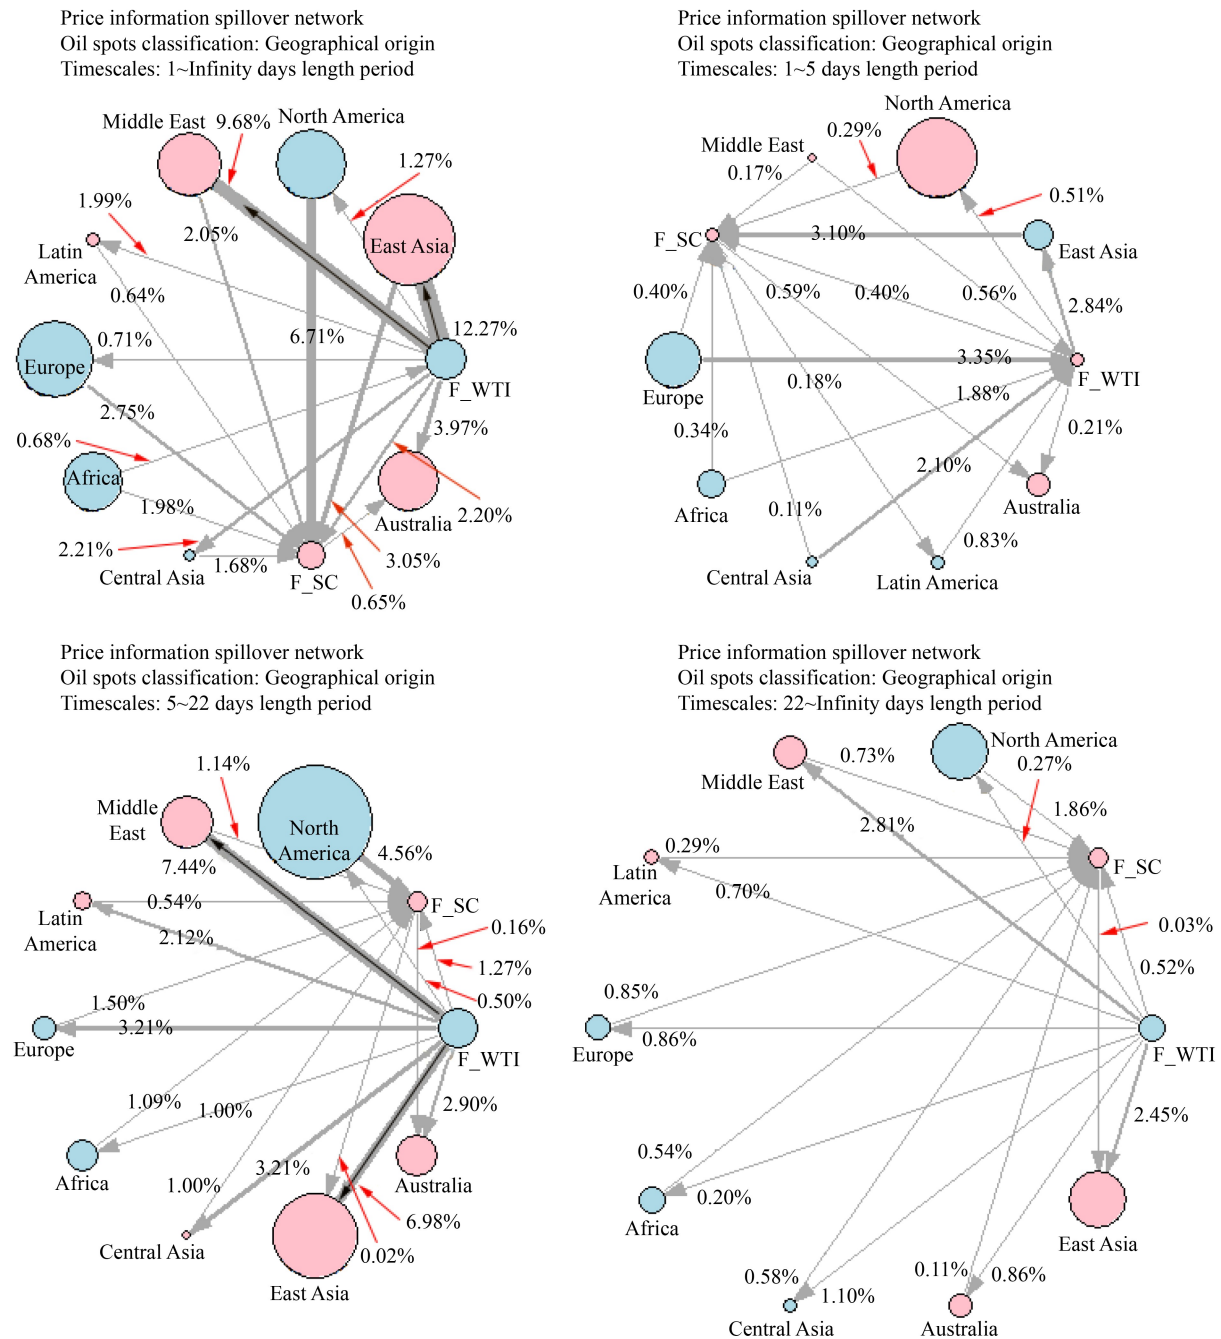 Price information spillover network
Oil spots classification: Geographical origin
Timescales: 1~Infinity days length period
Middle East
9.68%
North America
1.27%
1.99%
2.05%
East Asia
Latin
America
0.64%
6.71%
12.27%
0.71%
Europe
F_WTI
2.75%
3.97%
0.68%
Africa
1.98%
2.20%
Australia
2.21%
1.68%
3.05%
Central Asia
F_SC
0.65%
Price information spillover network
Oil spots classification: Geographical origin
Timescales: 1~5 days length period
North America
0.29%
Middle East
0.17%
0.51%
F_SC
3.10%
East Asia
0.40%
0.59%
0.40%
0.56%
2.84%
3.35%
0.18%
F_WTI
Europe
1.88%
0.34%
0.21%
2.10%
Africa
0.11%
Australia
0.83%
Central Asia
Latin America
Price information spillover network
Oil spots classification: Geographical origin
Timescales: 5~22 days length period
1.14%
Middle
East
North
America
4.56%
7.44%
0.54%
F_SC
Latin
America
0.16%
2.12%
1.27%
0.50%
1.50%
3.21%
Europe
F_WTI
1.09%
1.00%
2.90%
Africa
3.21%
1.00%
Australia
6.98%
Central Asia
0.02%
East Asia
Price information spillover network
Oil spots classification: Geographical origin
Timescales: 22~Infinity days length period
North America
0.73%
0.27%
Middle East
1.86%
2.81%
0.29%
F_SC
Latin
America
0.70%
0.03%
0.52%
0.85%
0.86%
Europe
F_WTI
2.45%
0.54%
0.20%
Africa
East Asia
0.58%
0.11%
0.86%
1.10%
Central Asia
Australia